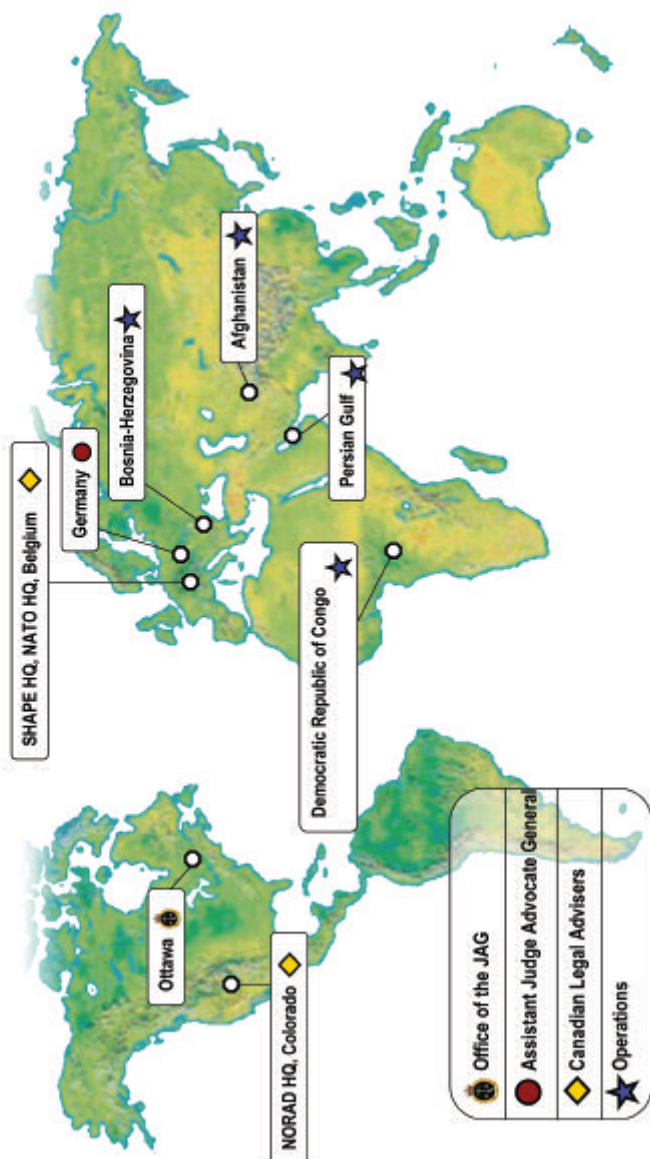 SHAPE HQ, NATO HQ, Belgium
Germany
Bosnia-Herzegovina
Afghanistan
Persian Gulf
Democratic Republic of Congo
Ottawa
NORAD HQ, Colorado
Office of the JAG
Assistant Judge Advocate General
Canadian Legal Advisers
Operations